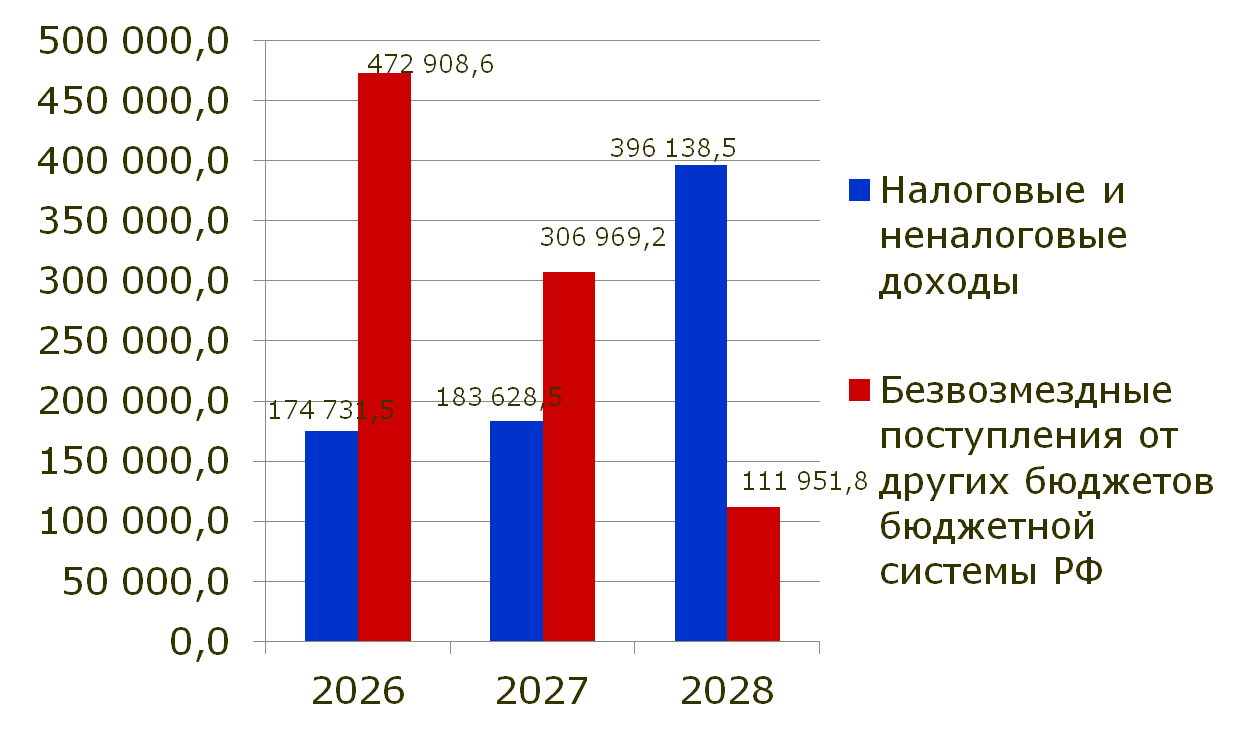 500 000,0
450 000,0
400 000,0
350 000,0
300 000,0
250 000,0
200 000,0
150 000,0
100 000,0
50 000,0
0,0
472 908,6
396 138,5
306 969,2
174 731,5
183 628,5
111 951,8
2026
2027
2028
Налоговые и
неналоговые
доходы
Безвозмездные
поступления от
других бюджетов
бюджетной
системы РФ